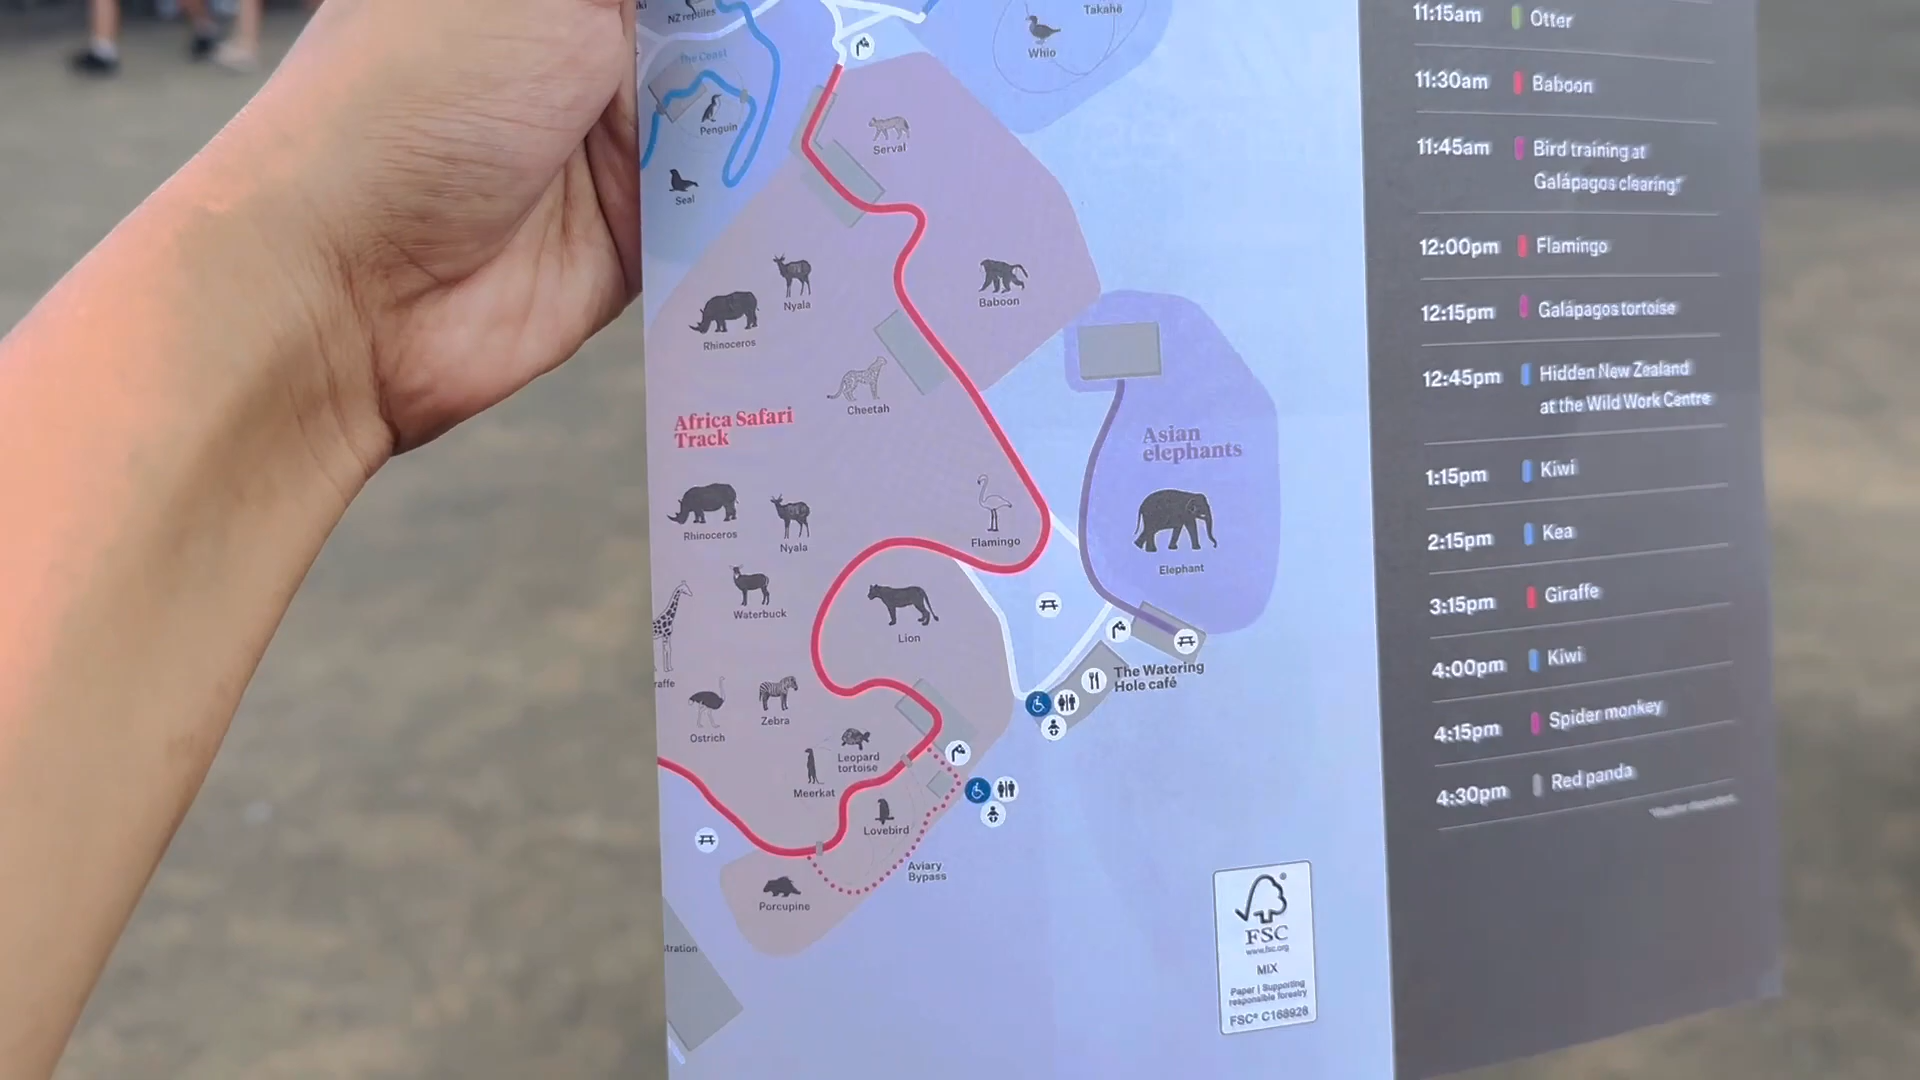 NZ reptiles
Takahē
Whio
The Coast
Penguin
Seal
Serval
Nyala
Rhinoceros
Baboon
Cheetah
Africa Safari
Track
Asian
elephants
Rhinoceros
Nyala
Flamingo
Elephant
Waterbuck
Lion
raffe
Zebra
Ostrich
The Watering
Hole café
Leopard
tortoise
Meerkat
Lovebird
Aviary
Bypass
Porcupine
stration
FSC
www.fsc.org
MIX
Paper | Supporting
responsible forestry
FSC® C168926
11:15am Otter
11:30am Baboon
11:45am Bird training at
Galápagos clearing*
12:00pm Flamingo
12:15pm Galápagos tortoise
12:45pm Hidden New Zealand
at the Wild Work Centre
1:15pm Kiwi
2:15pm Kea
3:15pm Giraffe
4:00pm Kiwi
4:15pm Spider monkey
4:30pm Red panda